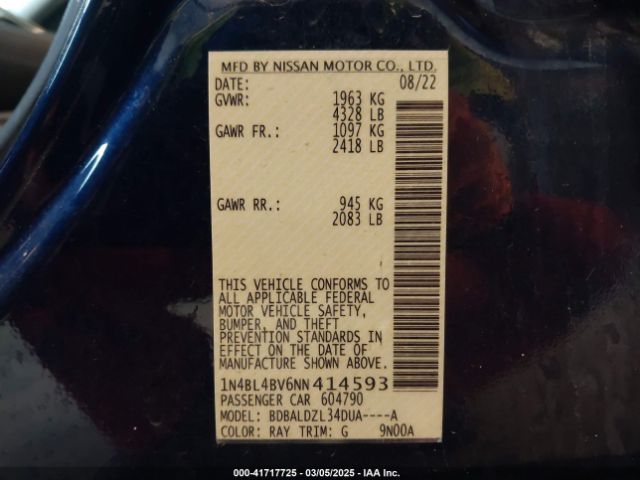 MFD BY NISSAN MOTOR CO., LTD.
DATE: 08/22
GVWR: 1963 KG
4328 LB
GAWR FR.: 1097 KG
2418 LB
GAWR RR.: 945 KG
2083 LB
THIS VEHICLE CONFORMS TO
ALL APPLICABLE FEDERAL
MOTOR VEHICLE SAFETY,
BUMPER, AND THEFT
PREVENTION STANDARDS IN
EFFECT ON THE DATE OF
MANUFACTURE SHOWN ABOVE.
1N4BL4BV6NN414593
PASSENGER CAR 604790
MODEL: BDBALDZL34DUA----A
COLOR: RAY TRIM: G 9N00A
000-41717725 - 03/05/2025 - IAA Inc.